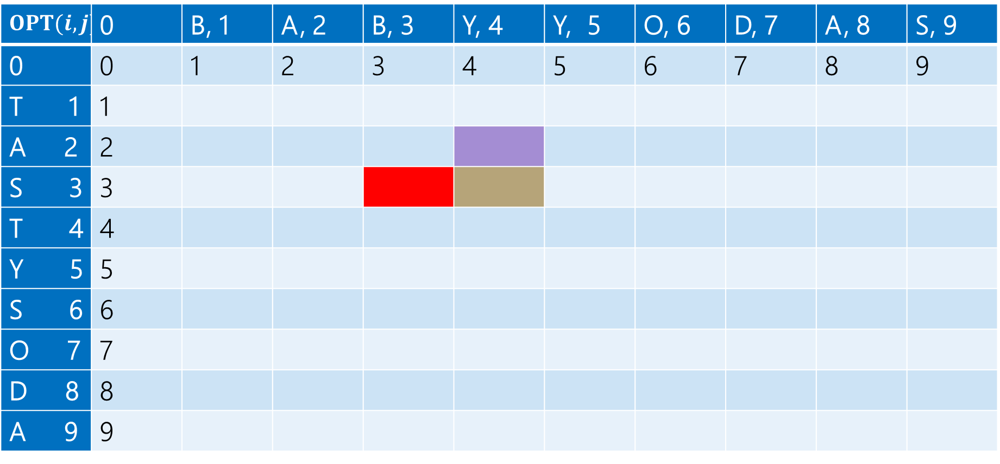 OPT(i,j) 0 B, 1 A, 2 B, 3 Y, 4 Y, 5 O, 6 D, 7 A, 8 S, 9
0 0 1 2 3 4 5 6 7 8 9
T 1 1
A 2 2
S 3 3
T 4 4
Y 5 5
S 6 6
O 7 7
D 8 8
A 9 9